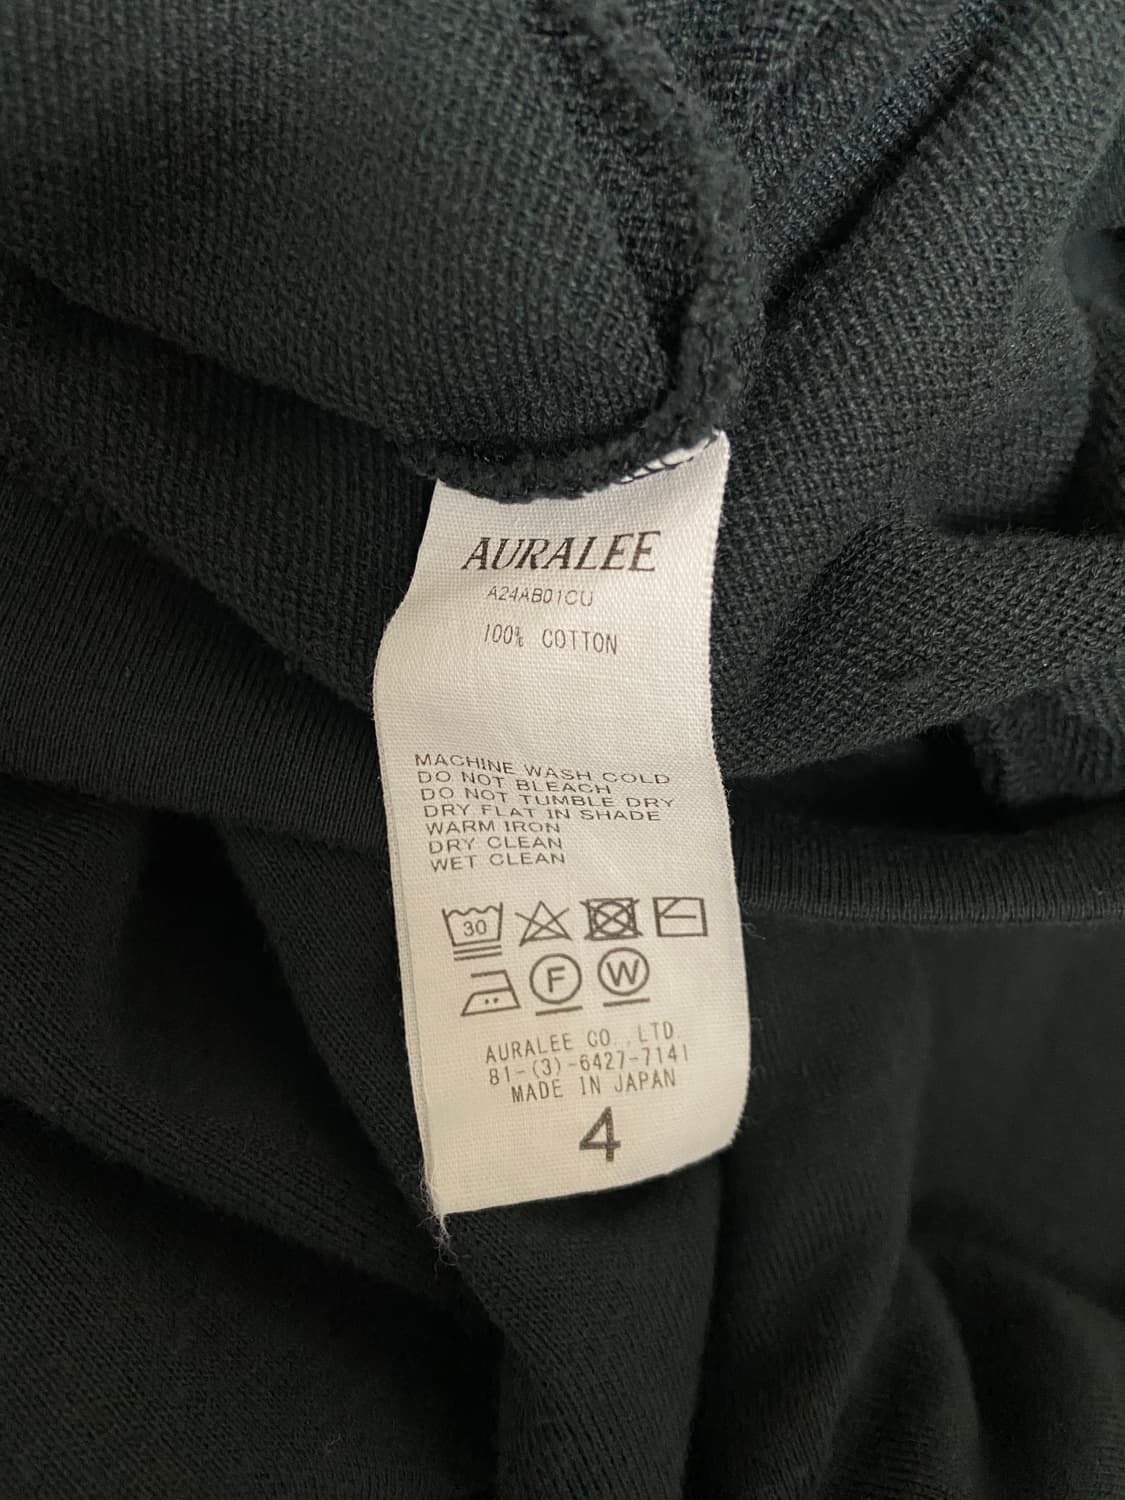 AURALEE
A24AB01CU
100% COTTON
MACHINE WASH COLD
DO NOT BLEACH
DO NOT TUMBLE DRY
DRY FLAT IN SHADE
WARM IRON
DRY CLEAN
WET CLEAN
30
F W
AURALEE CO.,LTD
81-(3)-6427-7141
MADE IN JAPAN
4